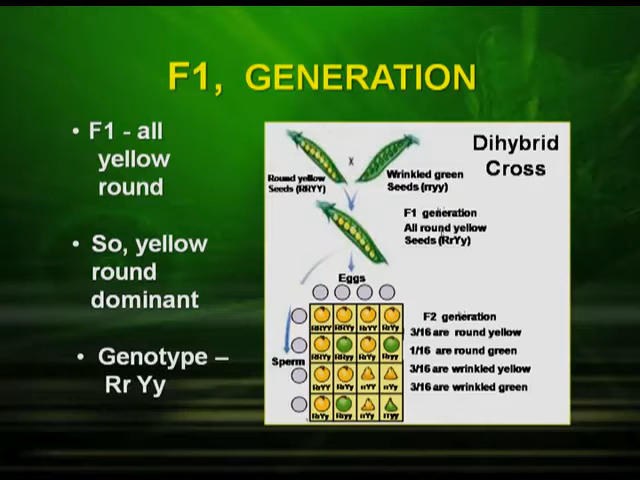 F1, GENERATION
• F1 - all
yellow
round
• So, yellow
round
dominant
• Genotype –
Rr Yy
Dihybrid
Cross
x
Round yellow
Seeds (RRYY)
Wrinkled green
Seeds (rryy)
F1 generation
All round yellow
Seeds (RrYy)
Eggs
Sperm
F2 generation
3/16 are round yellow
1/16 are round green
3/16 are wrinkled yellow
3/16 are wrinkled green